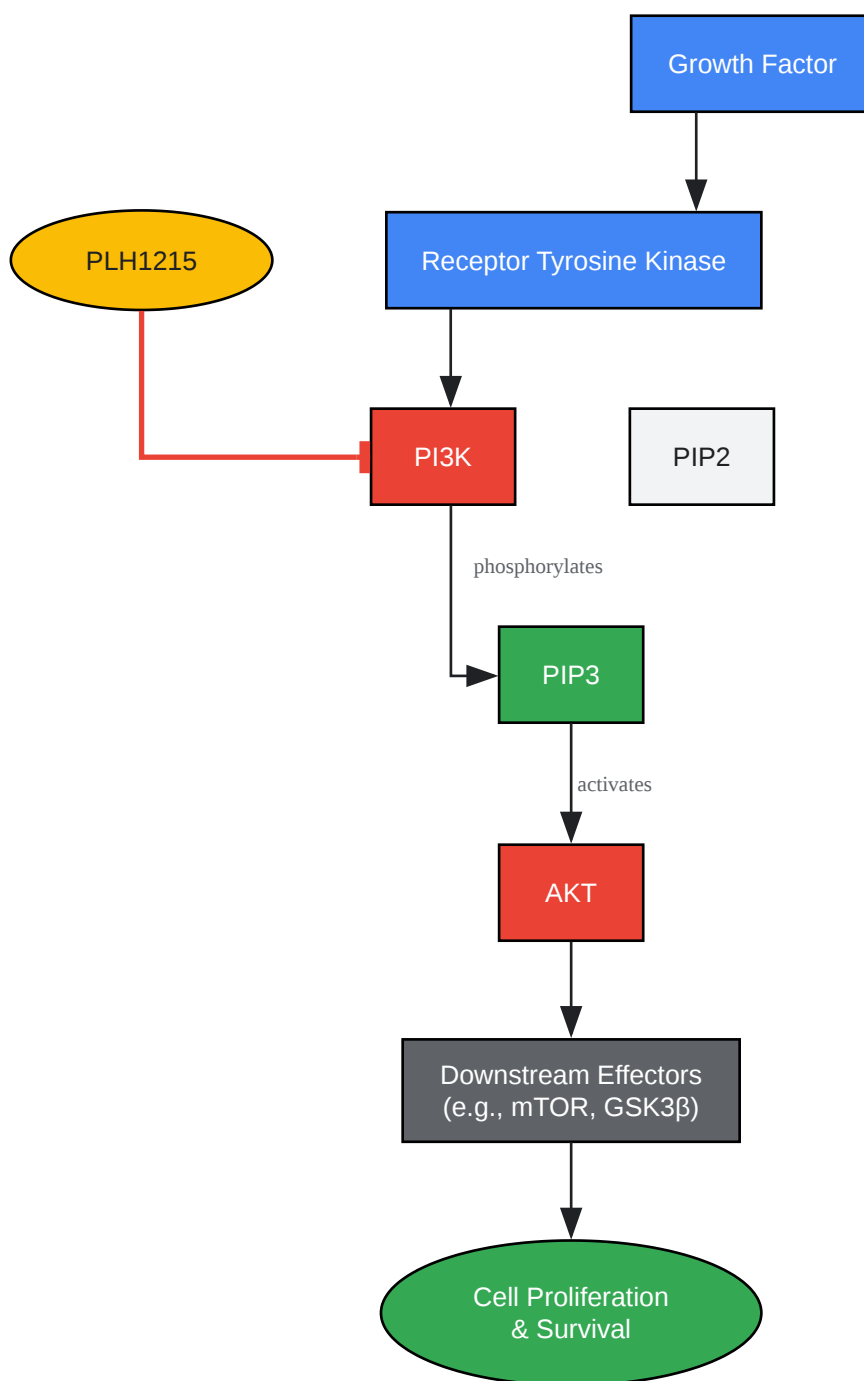 Growth Factor
PLH1215
Receptor Tyrosine Kinase
PI3K
PIP2
phosphorylates
PIP3
activates
AKT
Downstream Effectors
(e.g., mTOR, GSK3β)
Cell Proliferation
& Survival